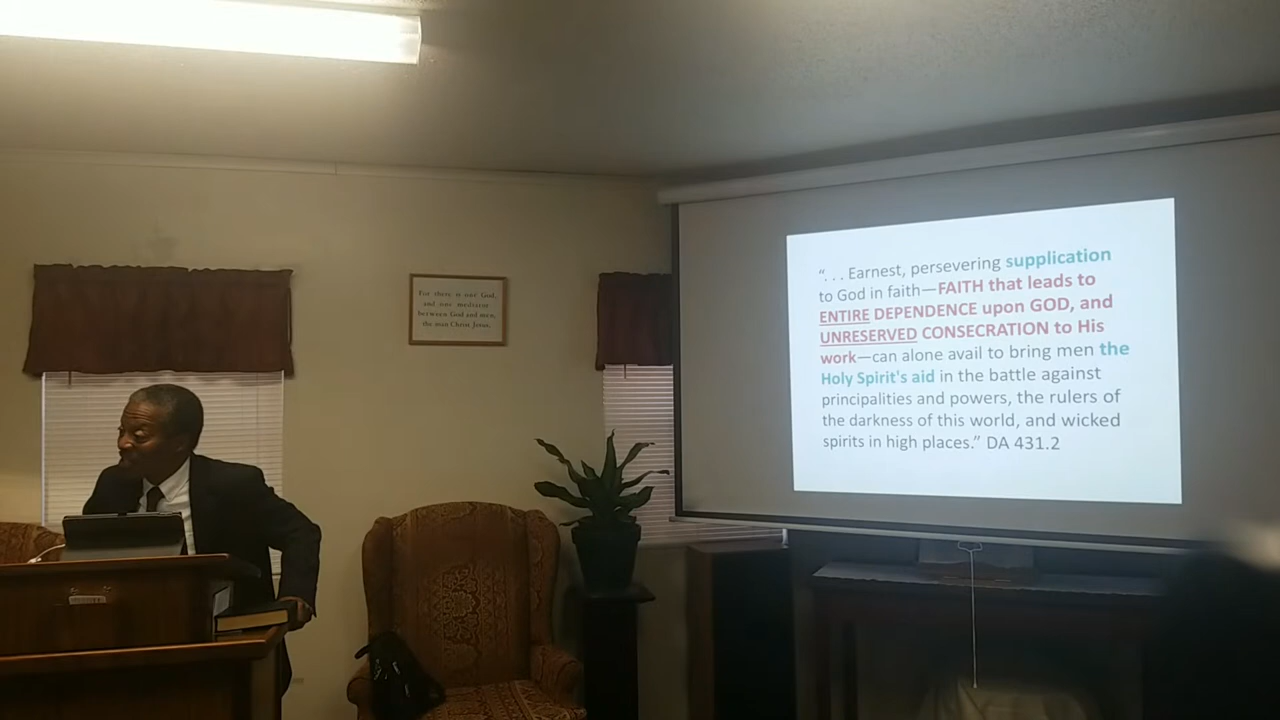 For there is one God,
and one mediator
between God and men,
the man Christ Jesus.
“. . . Earnest, persevering supplication
to God in faith—FAITH that leads to
ENTIRE DEPENDENCE upon GOD, and
UNRESERVED CONSECRATION to His
work—can alone avail to bring men the
Holy Spirit's aid in the battle against
principalities and powers, the rulers of
the darkness of this world, and wicked
spirits in high places.” DA 431.2